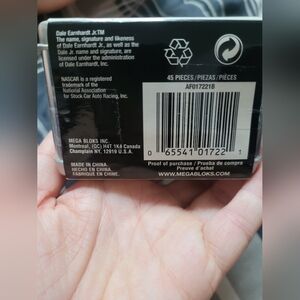 Dale Earnhardt Jr.TM
The name, signature and likeness
of Dale Earnhardt Jr., as well as the
Dale Jr. name and signature, are
licensed under the administration
of Dale Earnhardt, Inc.
NASCAR is a registered
trademark of the
National Association
for Stock Car Auto Racing, Inc.
MEGA BLOKS INC.
Montreal, (QC) H4T 1K4 Canada
Champlain NY, 12919 U.S.A.
MADE IN CHINA.
HECHO EN CHINA.
FABRIQUÉ EN CHINE.
45 PIECES/PIEZAS/PIÈCES
AF0172218
0 65541 01722 1
Proof of purchase / Prueba de compra
Preuve d'achat
WWW.MEGABLOKS.COM